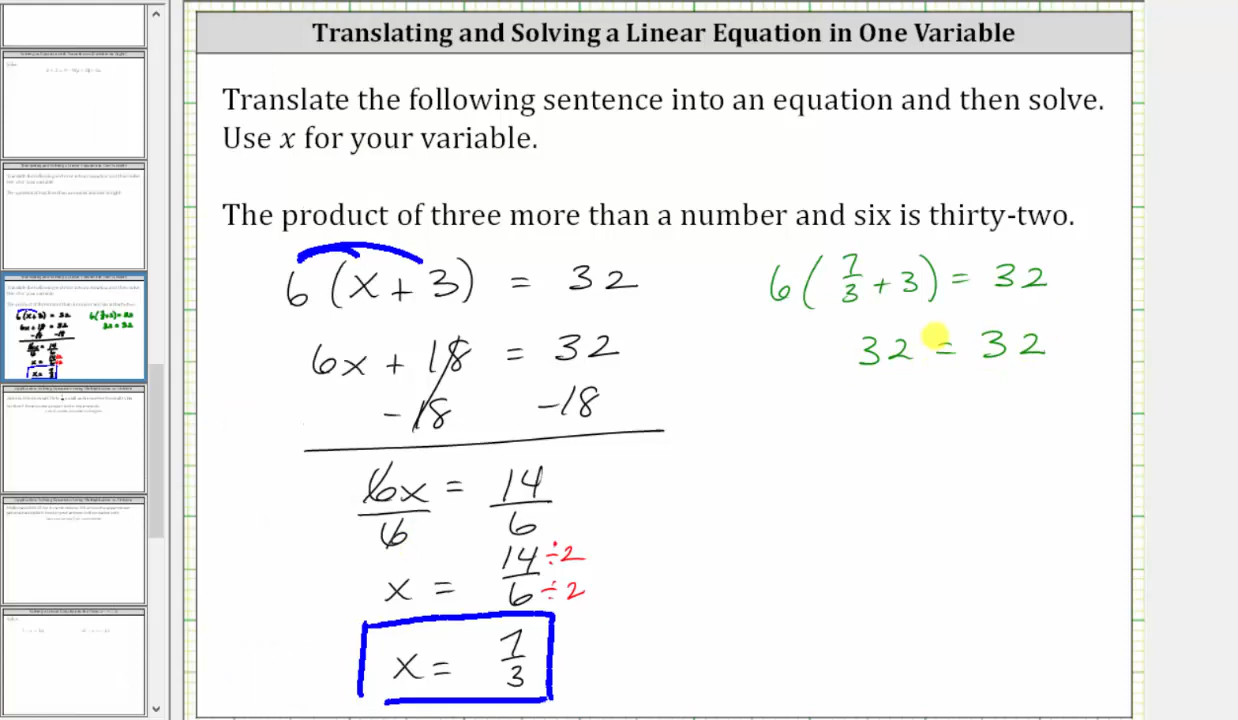 Translating and Solving a Linear Equation in One Variable
Translate the following sentence into an equation and then solve.
Use x for your variable.
The product of three more than a number and six is thirty-two.
6(x + 3) = 32
6x + 18 = 32
-18 -18
6x/6 = 14/6
x = 14÷2/6÷2
x = 7/3
6(7/3 + 3) = 32
32 = 32